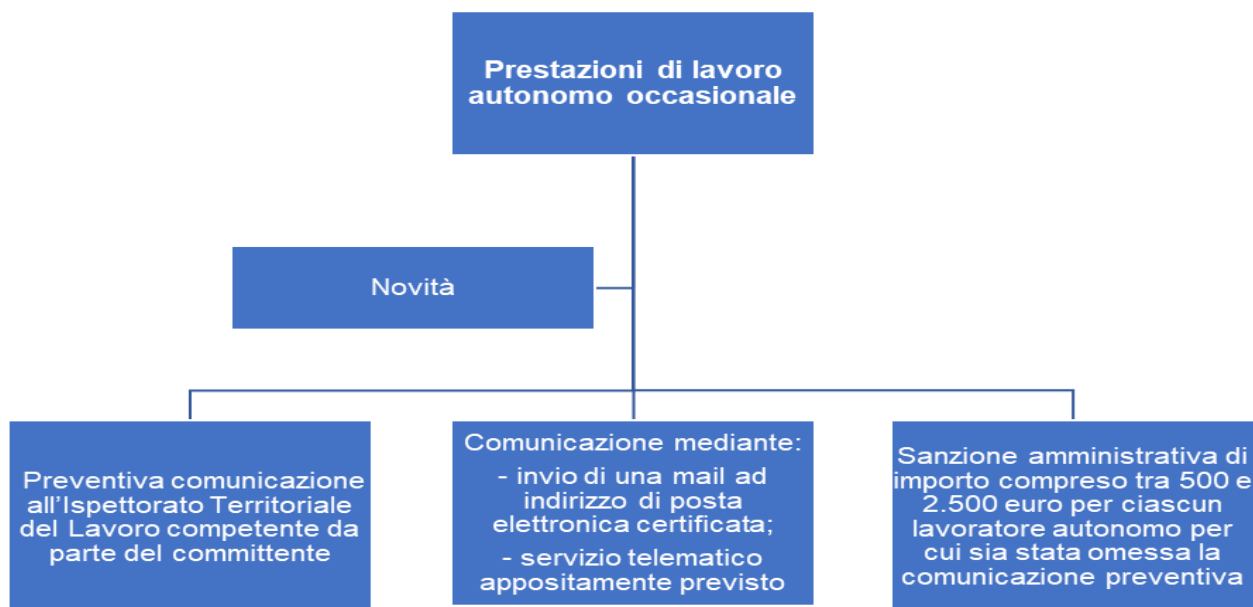 Prestazioni di lavoro
autonomo occasionale
Novità
Preventiva comunicazione
all’Ispettorato Territoriale
del Lavoro competente da
parte del committente
Comunicazione mediante:
- invio di una mail ad
indirizzo di posta
elettronica certificata;
- servizio telematico
appositamente previsto
Sanzione amministrativa di
importo compreso tra 500 e
2.500 euro per ciascun
lavoratore autonomo per
cui sia stata omessa la
comunicazione preventiva